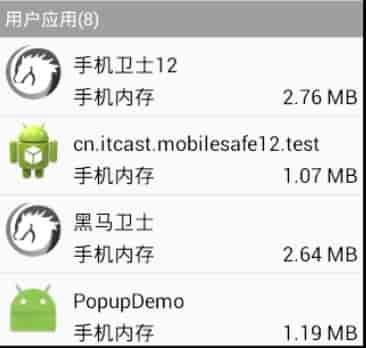 用户应用(8)
手机卫士12
手机内存 2.76 MB
cn.itcast.mobilesafe12.test
手机内存 1.07 MB
黑马卫士
手机内存 2.64 MB
PopupDemo
手机内存 1.19 MB